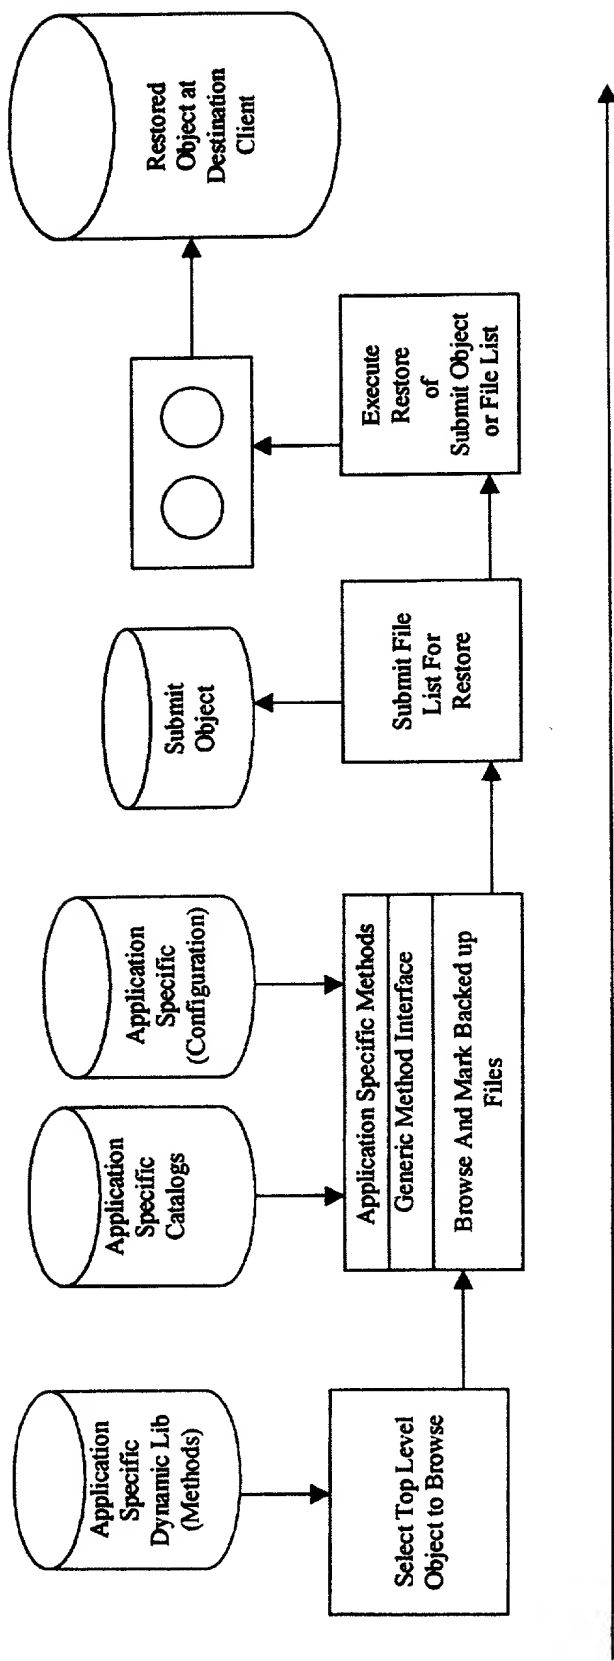 Application
Specific
Dynamic Lib
(Methods)
Select Top Level
Object to Browse
Application
Specific
Catalogs
Application
Specific
(Configuration)
Application Specific Methods
Generic Method Interface
Browse And Mark Backed up
Files
Submit
Object
Submit File
List For
Restore
Execute
Restore
of
Submit Object
or File List
Restored
Object at
Destination
Client